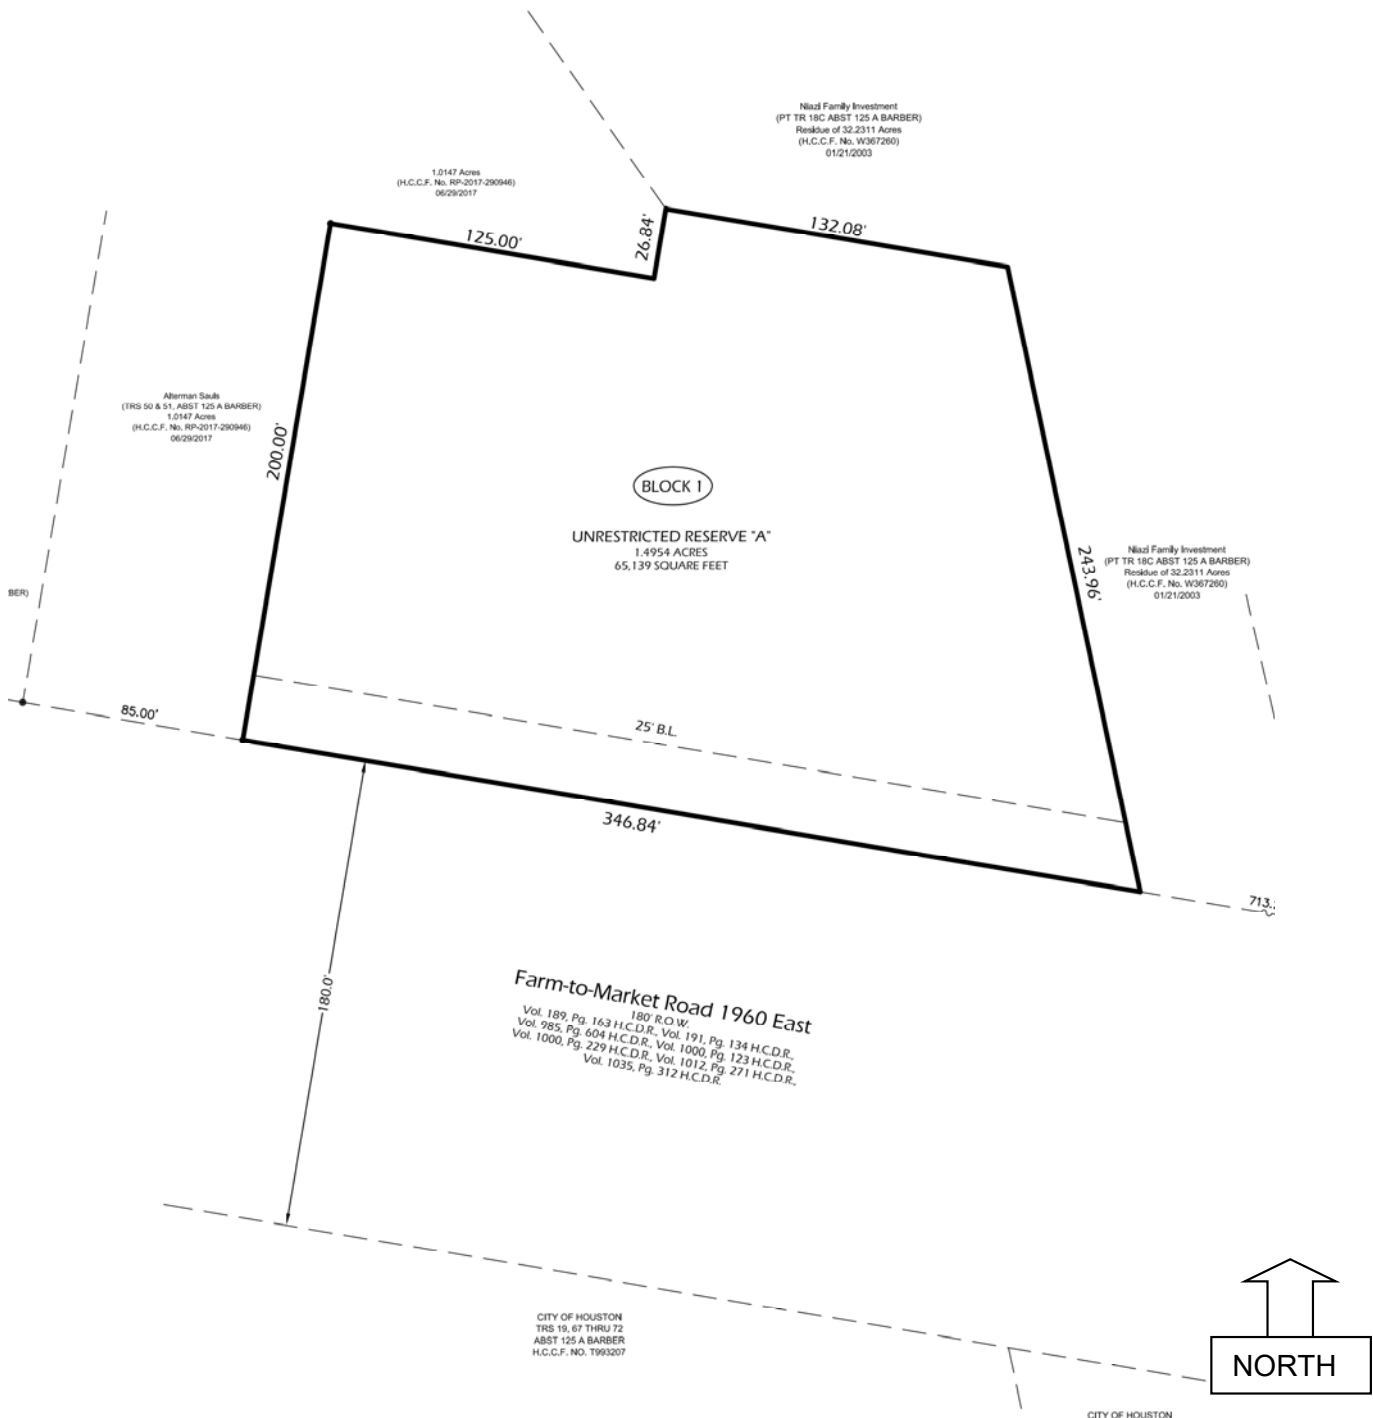 Niazi Family Investment
(PT TR 18C ABST 125 A BARBER)
Residue of 32.2311 Acres
(H.C.C.F. No. W367260)
01/21/2003
1.0147 Acres
(H.C.C.F. No. RP-2017-290946)
06/29/2017
125.00'
26.84'
132.08'
Alterman Sauls
(TRS 50 & 51, ABST 125 A BARBER)
1.0147 Acres
(H.C.C.F. No. RP-2017-290946)
06/29/2017
200.00'
BLOCK 1
UNRESTRICTED RESERVE "A"
1.4954 ACRES
65,139 SQUARE FEET
243.96'
Niazi Family Investment
(PT TR 18C ABST 125 A BARBER)
Residue of 32.2311 Acres
(H.C.C.F. No. W367260)
01/21/2003
BER)
85.00'
25' B.L.
346.84'
713.
180.0'
Farm-to-Market Road 1960 East
180' R.O.W.
Vol. 189, Pg. 163 H.C.D.R., Vol. 191, Pg. 134 H.C.D.R.,
Vol. 985, Pg. 604 H.C.D.R., Vol. 1000, Pg. 123 H.C.D.R.,
Vol. 1000, Pg. 229 H.C.D.R., Vol. 1012, Pg. 271 H.C.D.R.,
Vol. 1035, Pg. 312 H.C.D.R.
CITY OF HOUSTON
TRS 19, 67 THRU 72
ABST 125 A BARBER
H.C.C.F. NO. T993207
NORTH
CITY OF HOUSTON